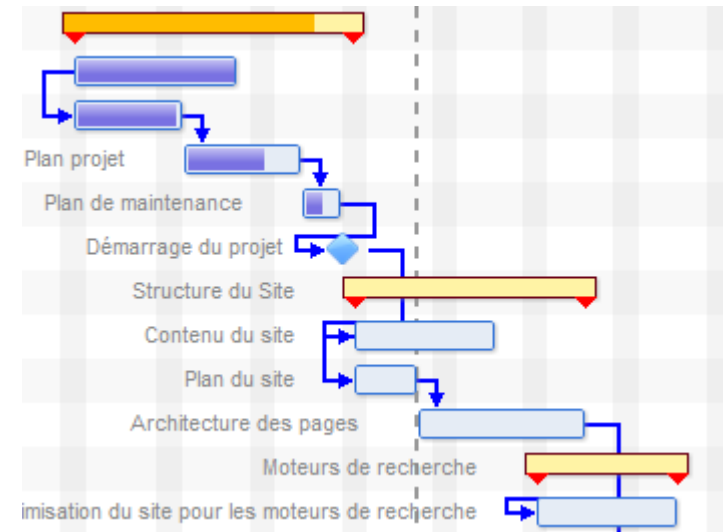 Plan projet
Plan de maintenance
Démarrage du projet
Structure du Site
Contenu du site
Plan du site
Architecture des pages
Moteurs de recherche
imisation du site pour les moteurs de recherche